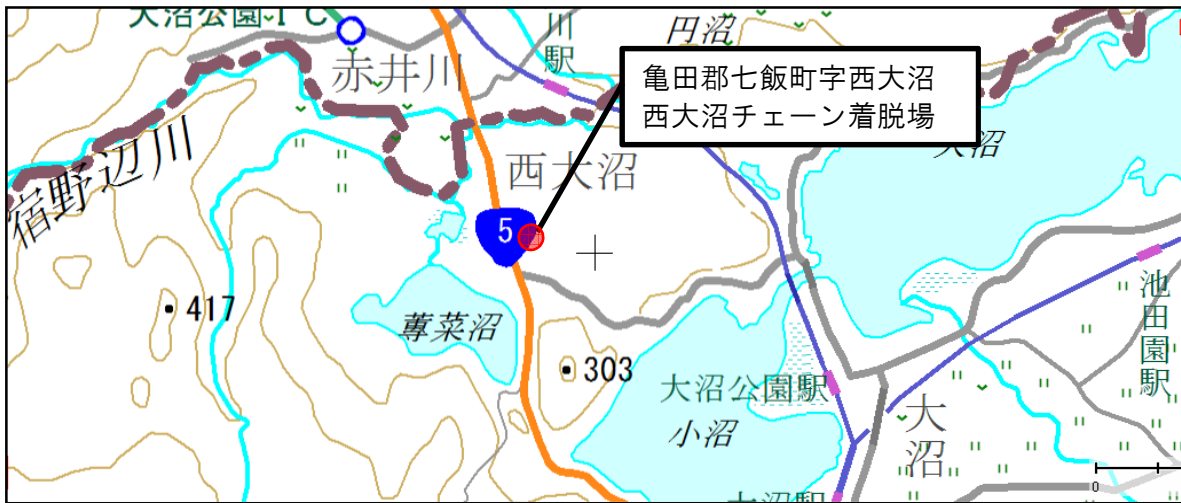 大沼公園IC
赤井川
川駅
円沼
亀田郡七飯町字西大沼
西大沼チェーン着脱場
大沼
西大沼
宿野辺川
5
417
蓴菜沼
303
池田園駅
大沼公園駅
小沼
大沼
大沼駅
0